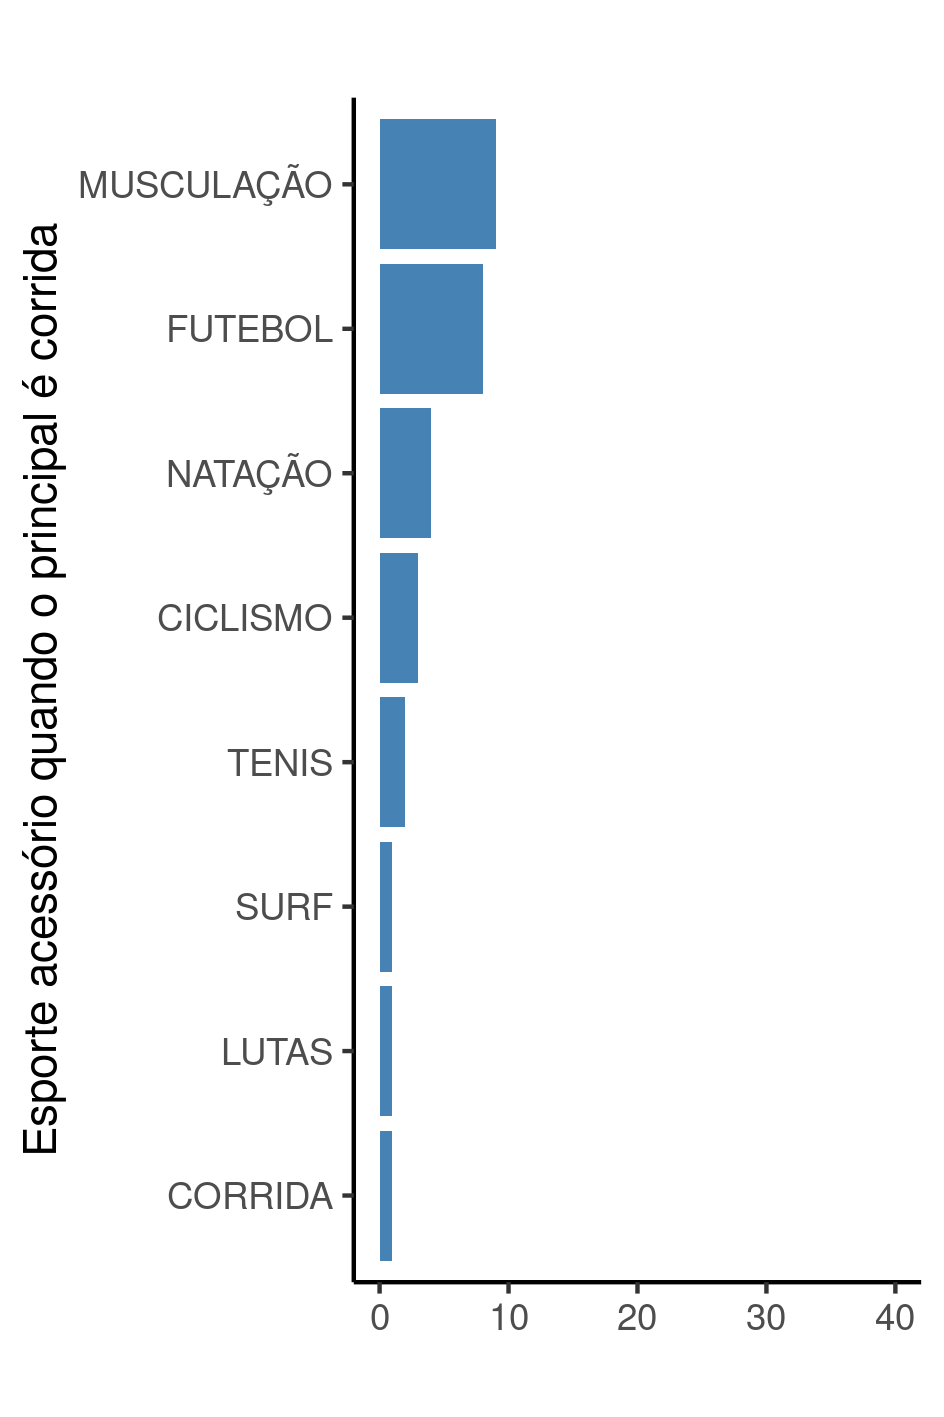 Esporte acessório quando o principal é corrida
MUSCULAÇÃO
FUTEBOL
NATAÇÃO
CICLISMO
TENIS
SURF
LUTAS
CORRIDA
0 10 20 30 40